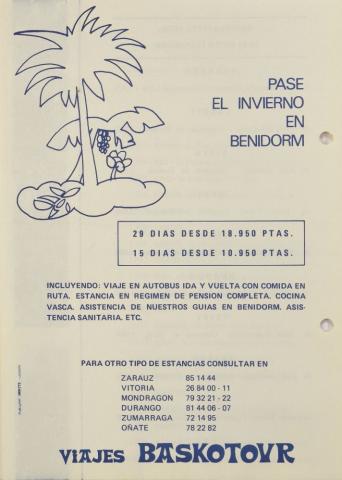 PASE
EL INVIERNO
EN
BENIDORM
29 DIAS DESDE 18.950 PTAS.
15 DIAS DESDE 10.950 PTAS.
INCLUYENDO: VIAJE EN AUTOBUS IDA Y VUELTA CON COMIDA EN
RUTA. ESTANCIA EN REGIMEN DE PENSION COMPLETA. COCINA
VASCA. ASISTENCIA DE NUESTROS GUIAS EN BENIDORM. ASIS-
TENCIA SANITARIA. ETC.
PARA OTRO TIPO DE ESTANCIAS CONSULTAR EN
ZARAUZ 85 14 44
VITORIA 26 84 00 - 11
MONDRAGON 79 32 21 - 22
DURANGO 81 44 06 - 07
ZUMARRAGA 72 14 95
OÑATE 78 22 82
VIAJES BASKOTOUR